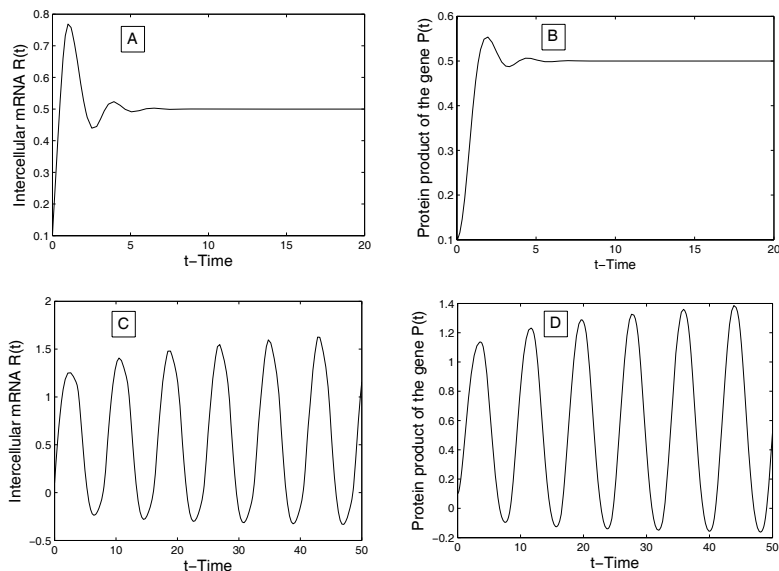 A
Intercellular mRNA R(t)
0.8
0.7
0.6
0.5
0.4
0.3
0.2
0.1
0 5 10 15 20
t−Time
B
Protein product of the gene P(t)
0.6
0.5
0.4
0.3
0.2
0.1
0 5 10 15 20
t−Time
C
Intercellular mRNA R(t)
2
1.5
1
0.5
0
−0.5
0 10 20 30 40 50
t−Time
D
Protein product of the gene P(t)
1.4
1.2
1
0.8
0.6
0.4
0.2
0
−0.2
0 10 20 30 40 50
t−Time